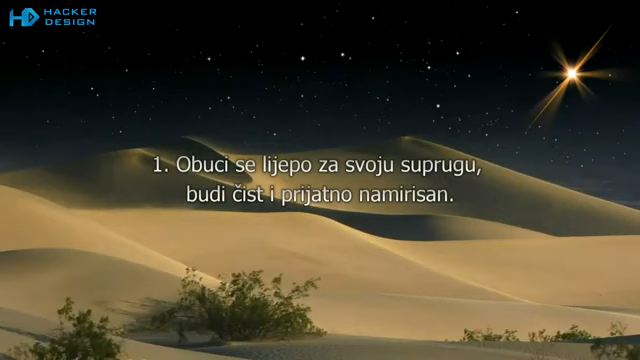 HACKER
DESIGN
1. Obuci se lijepo za svoju suprugu,
budi čist i prijatno namirisan.